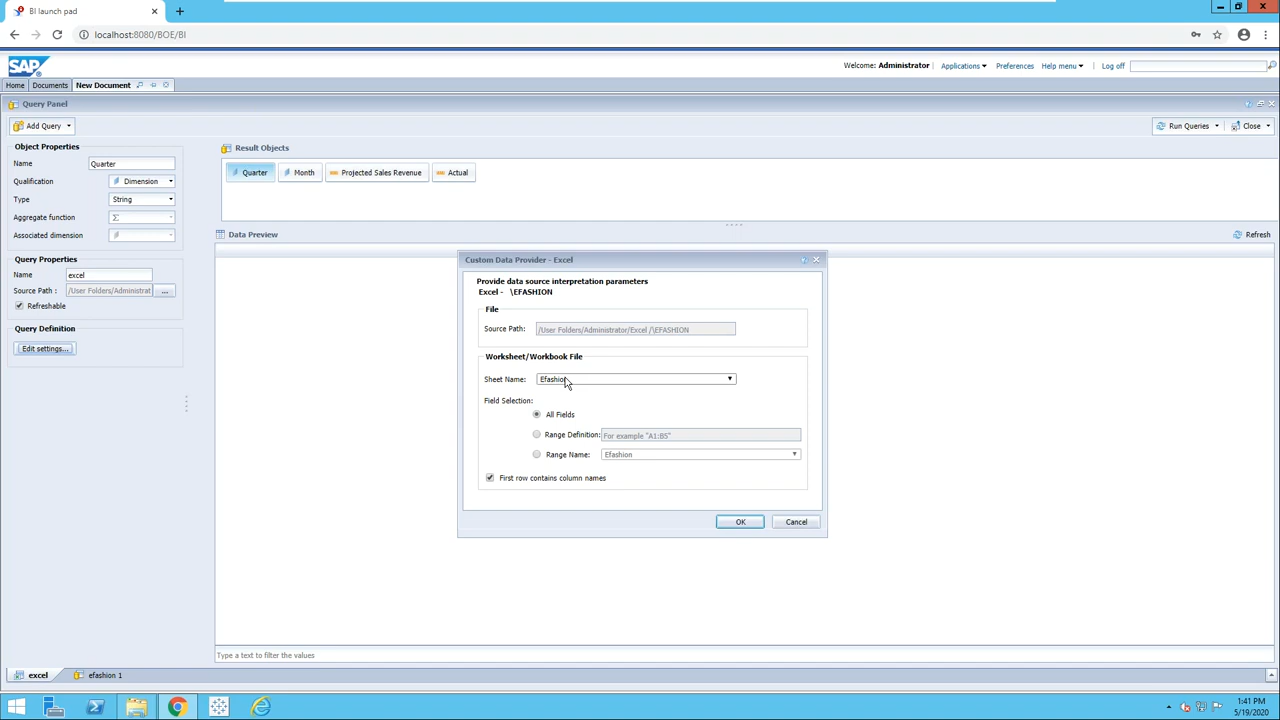 BI launch pad
localhost:8080/BOE/BI
SAP
Welcome: Administrator Applications Preferences Help menu Log off
Home Documents New Document
Query Panel
Add Query Run Queries Close
Object Properties
Name Quarter
Qualification Dimension
Type String
Aggregate function Σ
Associated dimension
Query Properties
Name excel
Source Path : /User Folders/Administrat ...
Refreshable
Query Definition
Edit settings...
Result Objects
Quarter Month Projected Sales Revenue Actual
Data Preview Refresh
Custom Data Provider - Excel
Provide data source interpretation parameters
Excel - \EFASHION
File
Source Path: /User Folders/Administrator/Excel /\EFASHION
Worksheet/Workbook File
Sheet Name: Efashion
Field Selection:
All Fields
Range Definition: For example "A1:B5"
Range Name: Efashion
First row contains column names
OK Cancel
Type a text to filter the values
excel efashion 1
1:41 PM
5/19/2020